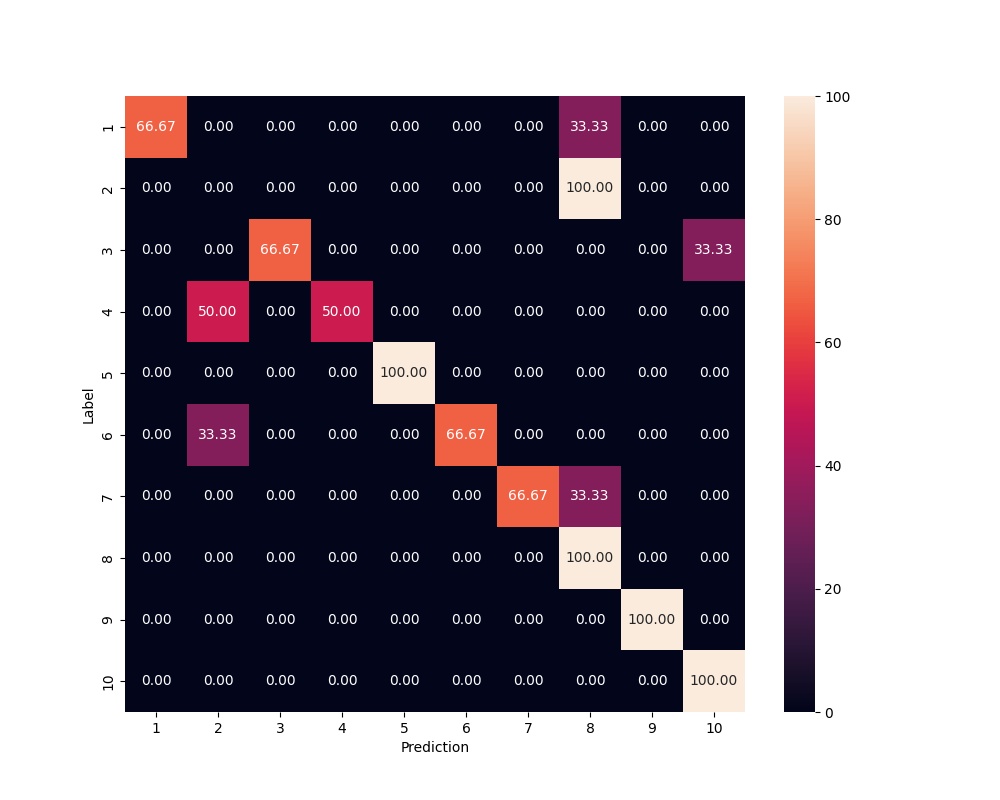 1 66.67 0.00 0.00 0.00 0.00 0.00 0.00 33.33 0.00 0.00
2 0.00 0.00 0.00 0.00 0.00 0.00 0.00 100.00 0.00 0.00
3 0.00 0.00 66.67 0.00 0.00 0.00 0.00 0.00 0.00 33.33
4 0.00 50.00 0.00 50.00 0.00 0.00 0.00 0.00 0.00 0.00
5 0.00 0.00 0.00 0.00 100.00 0.00 0.00 0.00 0.00 0.00
Label
6 0.00 33.33 0.00 0.00 0.00 66.67 0.00 0.00 0.00 0.00
7 0.00 0.00 0.00 0.00 0.00 0.00 66.67 33.33 0.00 0.00
8 0.00 0.00 0.00 0.00 0.00 0.00 0.00 100.00 0.00 0.00
9 0.00 0.00 0.00 0.00 0.00 0.00 0.00 0.00 100.00 0.00
10 0.00 0.00 0.00 0.00 0.00 0.00 0.00 0.00 0.00 100.00
1 2 3 4 5 6 7 8 9 10
Prediction
100
80
60
40
20
0